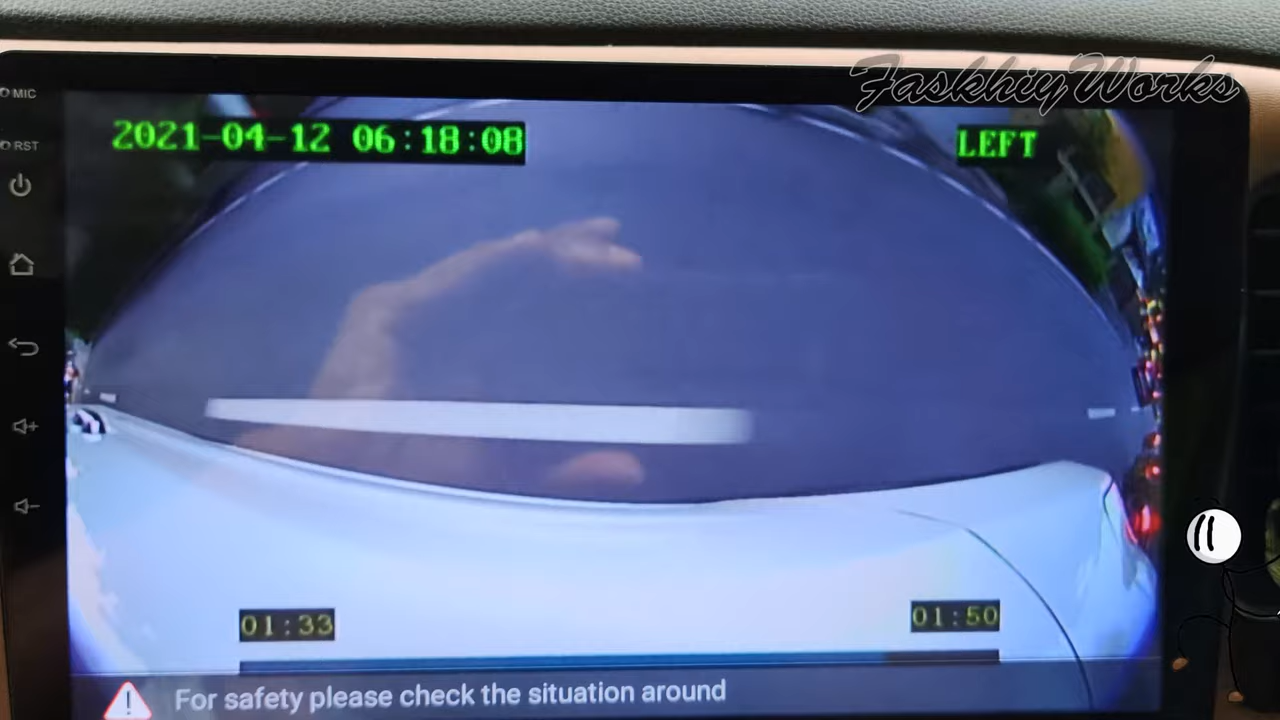 FaskhiyWorks
MIC
2021-04-12 06:18:08
LEFT
RST
01:33
01:50
For safety please check the situation around